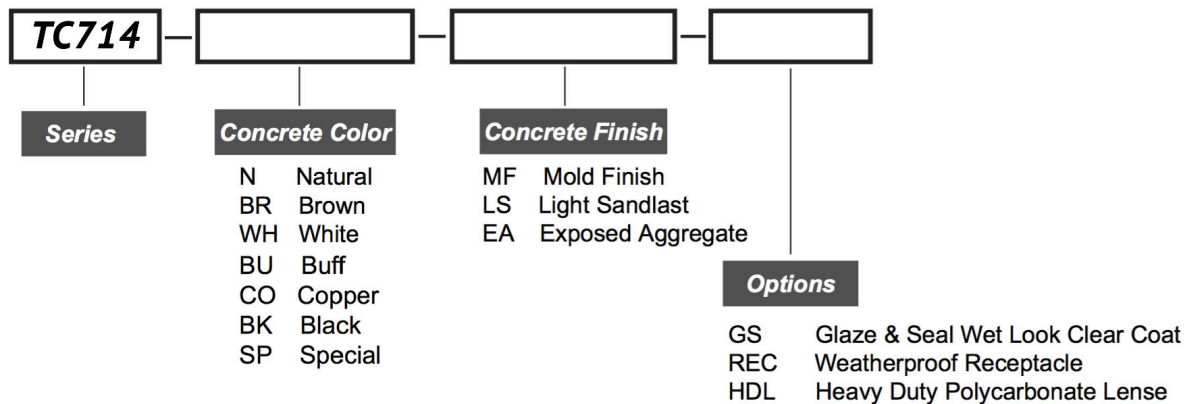 TC714
Series
Concrete Color
N Natural
BR Brown
WH White
BU Buff
CO Copper
BK Black
SP Special
Concrete Finish
MF Mold Finish
LS Light Sandlast
EA Exposed Aggregate
Options
GS Glaze & Seal Wet Look Clear Coat
REC Weatherproof Receptacle
HDL Heavy Duty Polycarbonate Lense